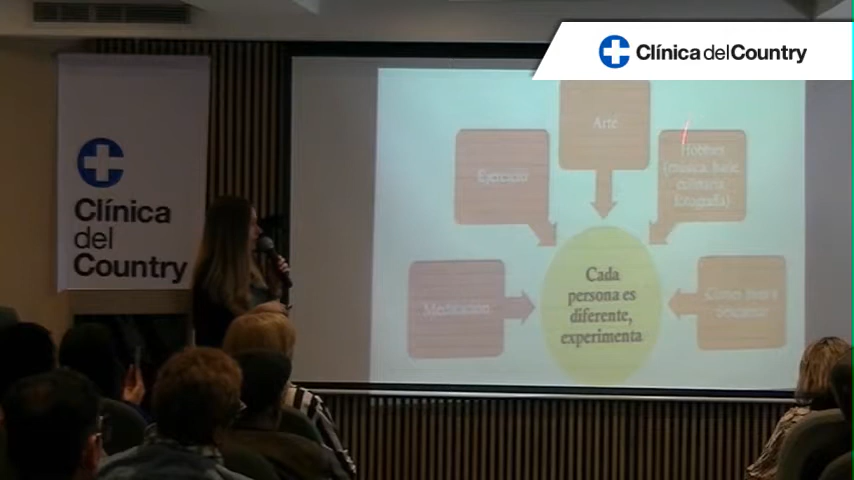 Clínica delCountry
Clínica
del
Country
Arte
Ejercicio
Hobbies
(música, baile,
culinaria,
fotografía)
Cada
persona es
diferente,
experimenta
Meditación